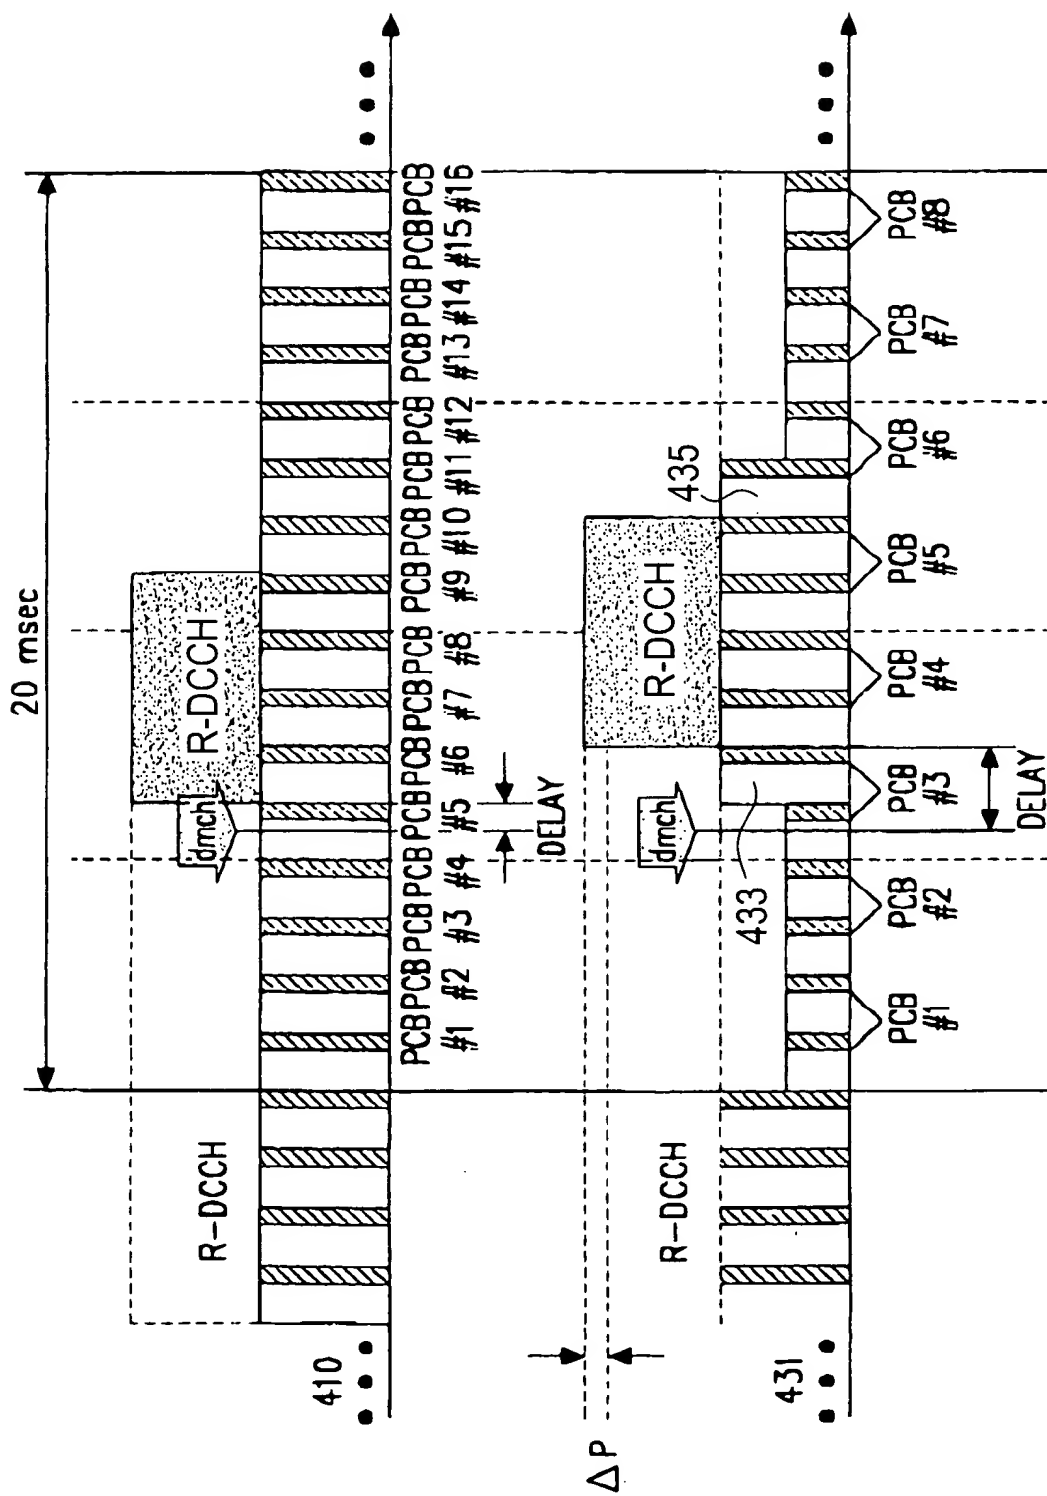 20 msec
R-DCCH
dmch
R-DCCH
410
PCB PCB PCB PCB PCB PCB PCB PCB PCB PCB PCB PCB PCB PCB PCB PCB
#1 #2 #3 #4 #5 #6 #7 #8 #9 #10 #11 #12 #13 #14 #15 #16
DELAY
ΔP
R-DCCH
dmch
R-DCCH
433
435
431
PCB PCB PCB PCB PCB PCB PCB PCB
#1 #2 #3 #4 #5 #6 #7 #8
DELAY